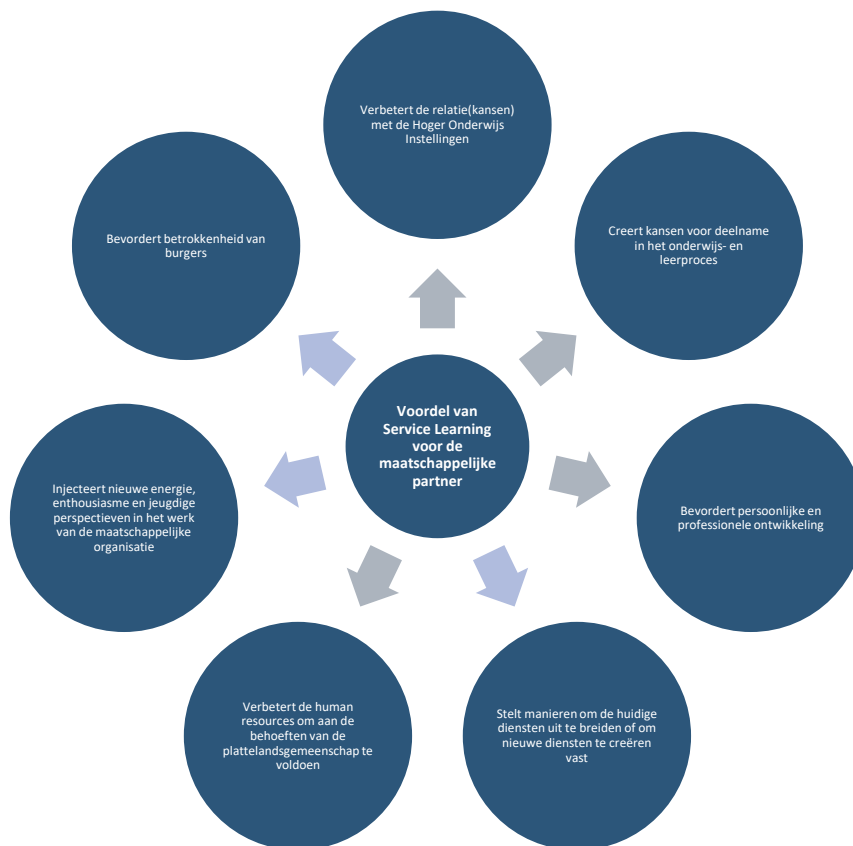 Verbetert de relatie(kansen)
met de Hoger Onderwijs
Instellingen
Creert kansen voor deelname
in het onderwijs- en
leerproces
Bevordert persoonlijke en
professionele ontwikkeling
Stelt manieren om de huidige
diensten uit te breiden of om
nieuwe diensten te creëren
vast
Verbetert de human
resources om aan de
behoeften van de
plattelandsgemeenschap te
voldoen
Injecteert nieuwe energie,
enthousiasme en jeugdige
perspectieven in het werk
van de maatschappelijke
organisatie
Bevordert betrokkenheid van
burgers
Voordel van
Service Learning
voor de
maatschappelijke
partner